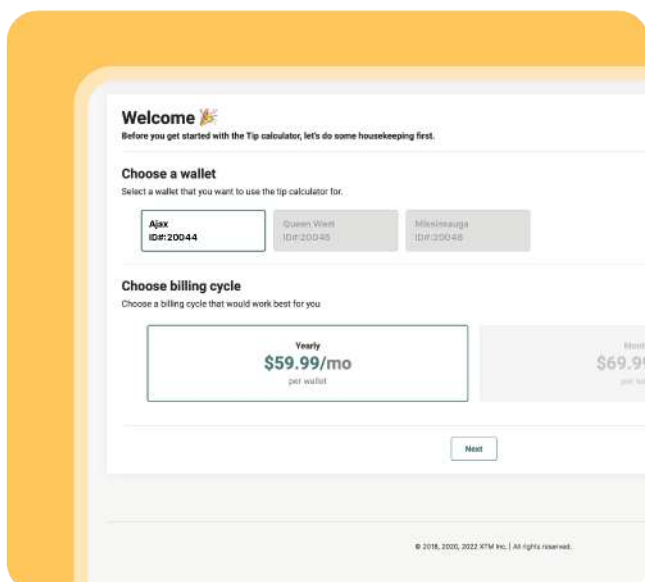 Welcome 🎉
Before you get started with the Tip calculator, let's do some housekeeping first.
Choose a wallet
Select a wallet that you want to use the tip calculator for.
Ajax
ID#:20044
Queen West
ID#:20045
Mississauga
ID#:20046
Choose billing cycle
Choose a billing cycle that would work best for you
Yearly
$59.99/mo
per wallet
$69.99
per
Next
© 2018, 2020, 2022 XTM Inc. | All rights reserved.